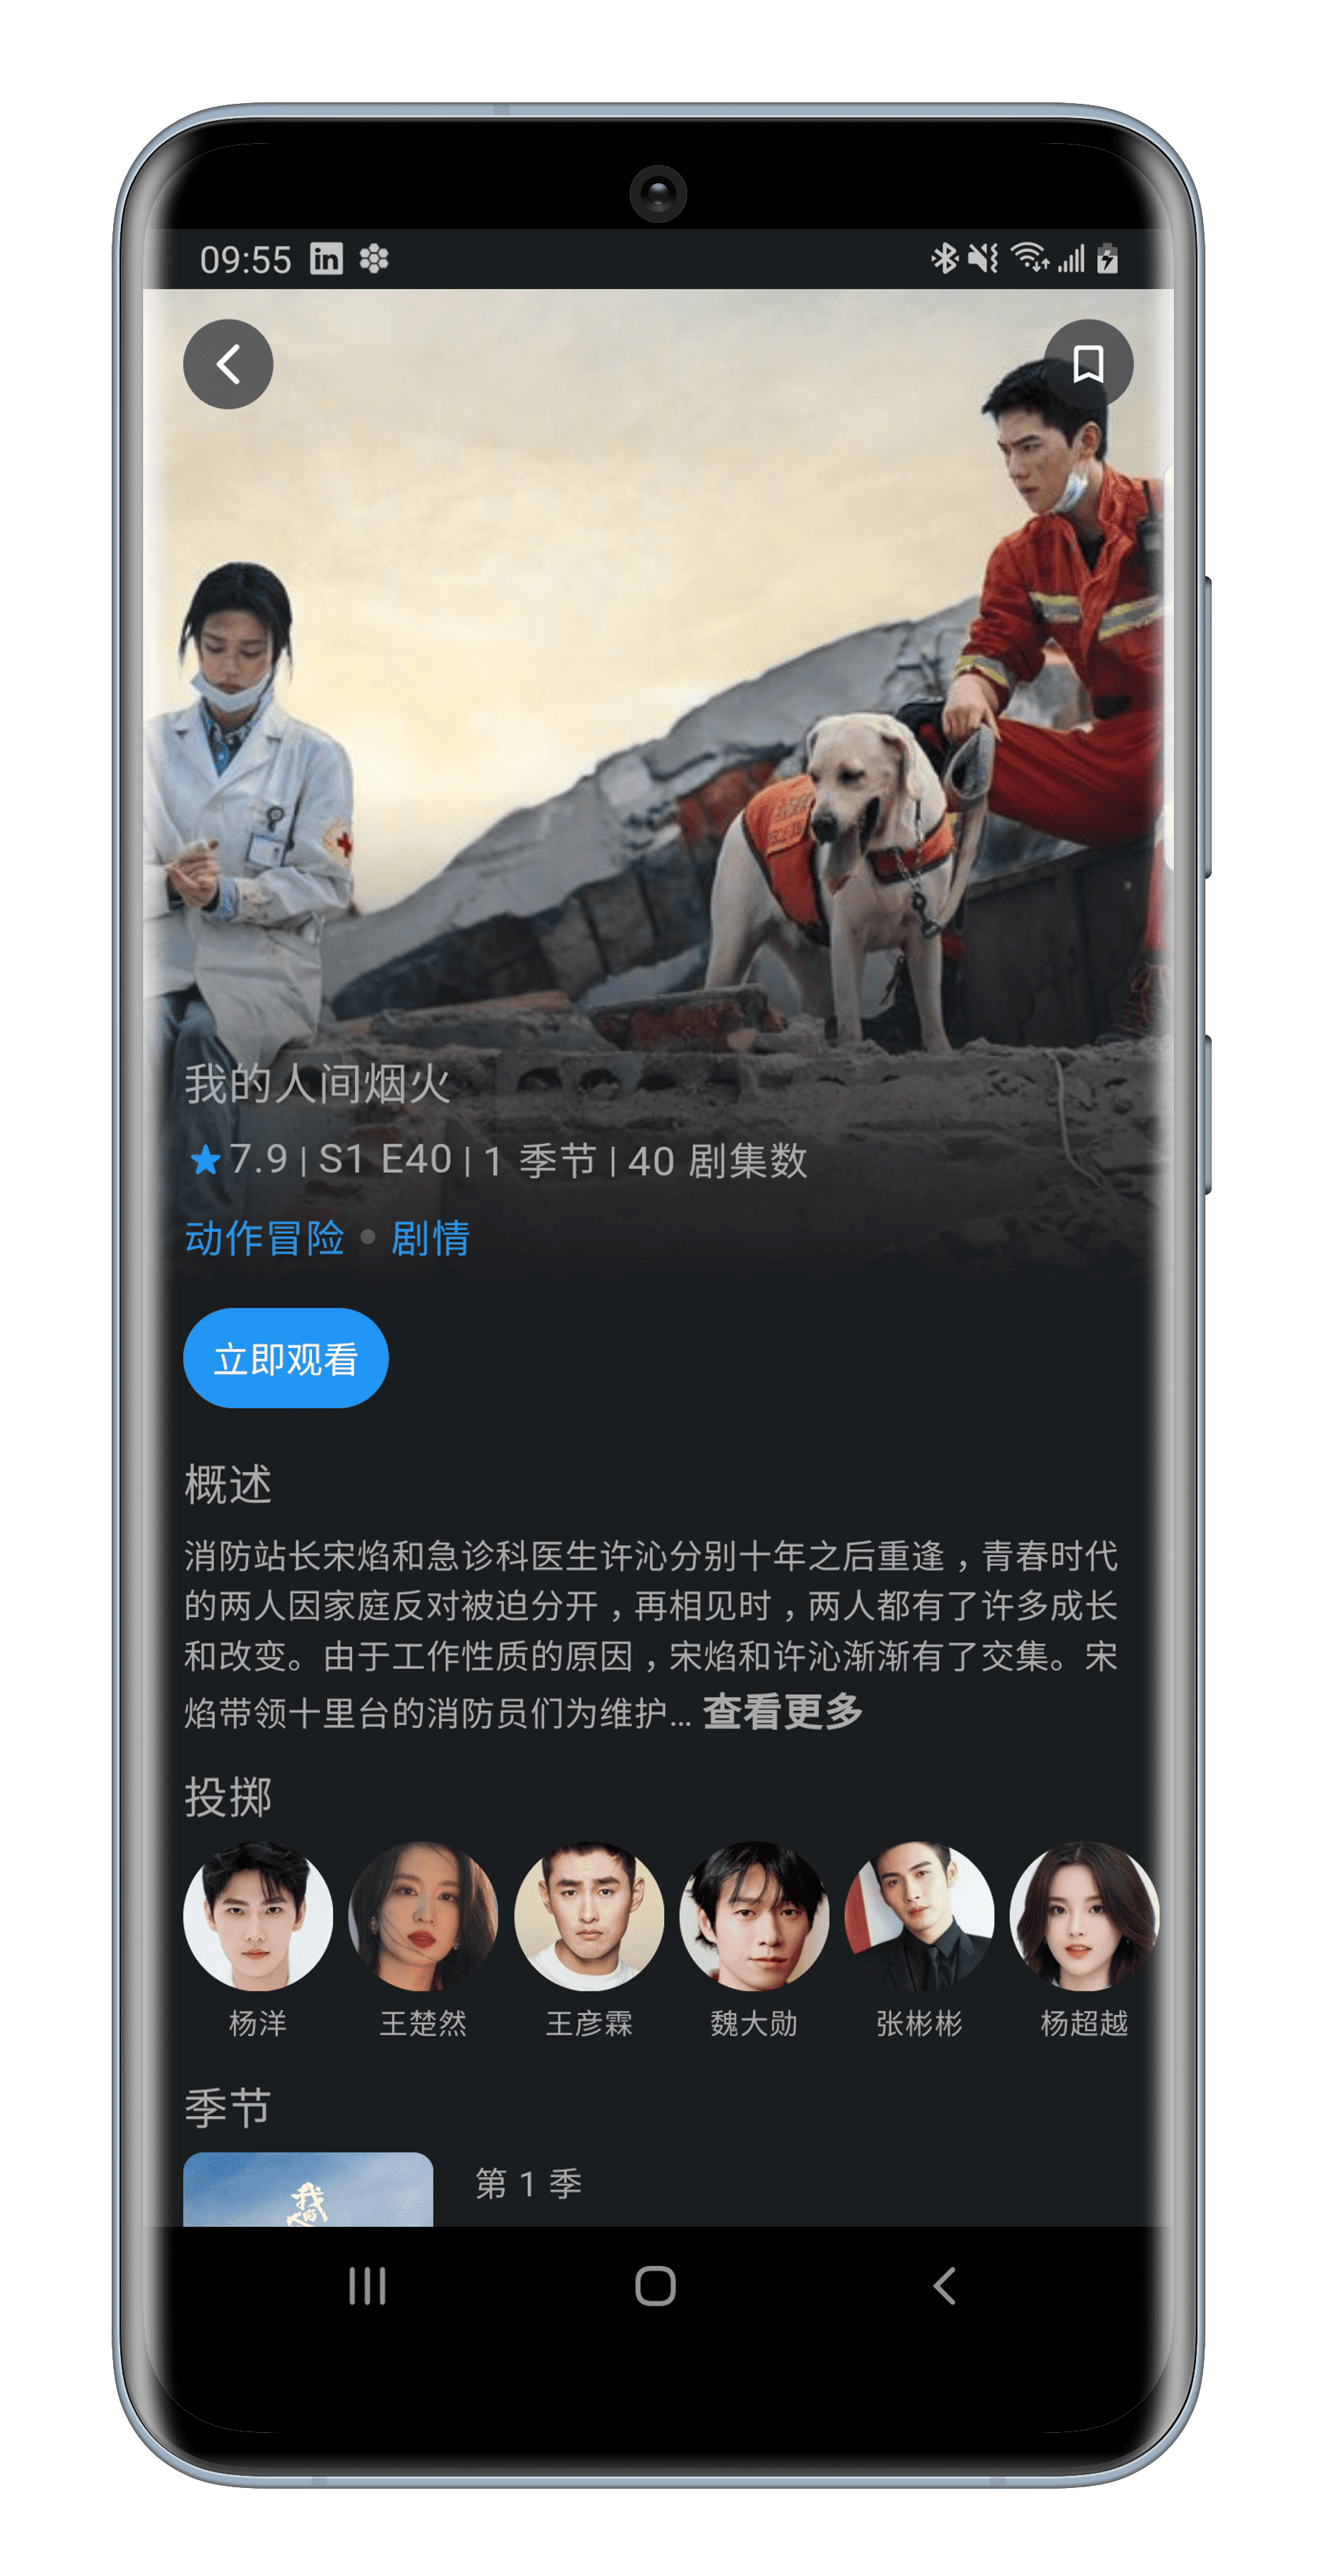 09:55
我的人间烟火
7.9 | S1 E40 | 1 季节 | 40 剧集数
动作冒险 • 剧情
立即观看
概述
消防站长宋焰和急诊科医生许沁分别十年之后重逢，青春时代
的两人因家庭反对被迫分开，再相见时，两人都有了许多成长
和改变。由于工作性质的原因，宋焰和许沁渐渐有了交集。宋
焰带领十里台的消防员们为维护... 查看更多
投掷
杨洋 王楚然 王彦霖 魏大勋 张彬彬 杨超越
季节
第 1 季
我的